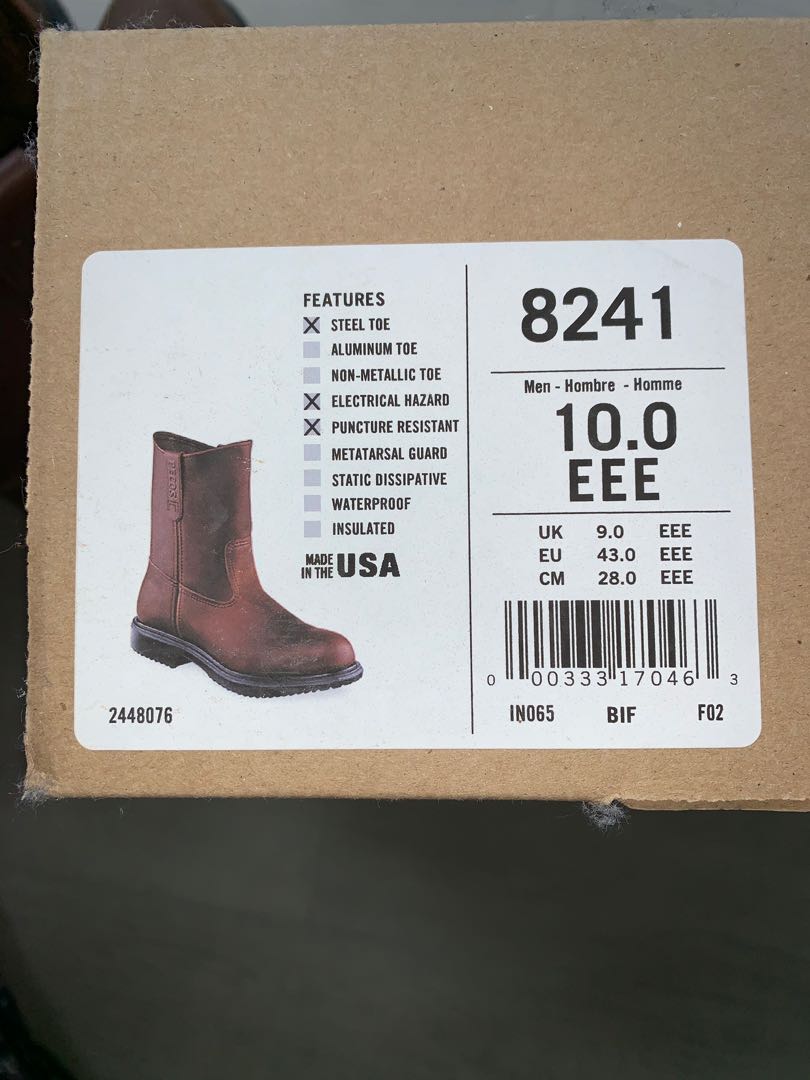 FEATURES
X STEEL TOE
ALUMINUM TOE
NON-METALLIC TOE
X ELECTRICAL HAZARD
X PUNCTURE RESISTANT
METATARSAL GUARD
STATIC DISSIPATIVE
WATERPROOF
INSULATED
MADE IN THE USA
PECOS
2448076
8241
Men - Hombre - Homme
10.0
EEE
UK 9.0 EEE
EU 43.0 EEE
CM 28.0 EEE
0 00333 17046 3
IN065 BIF F02